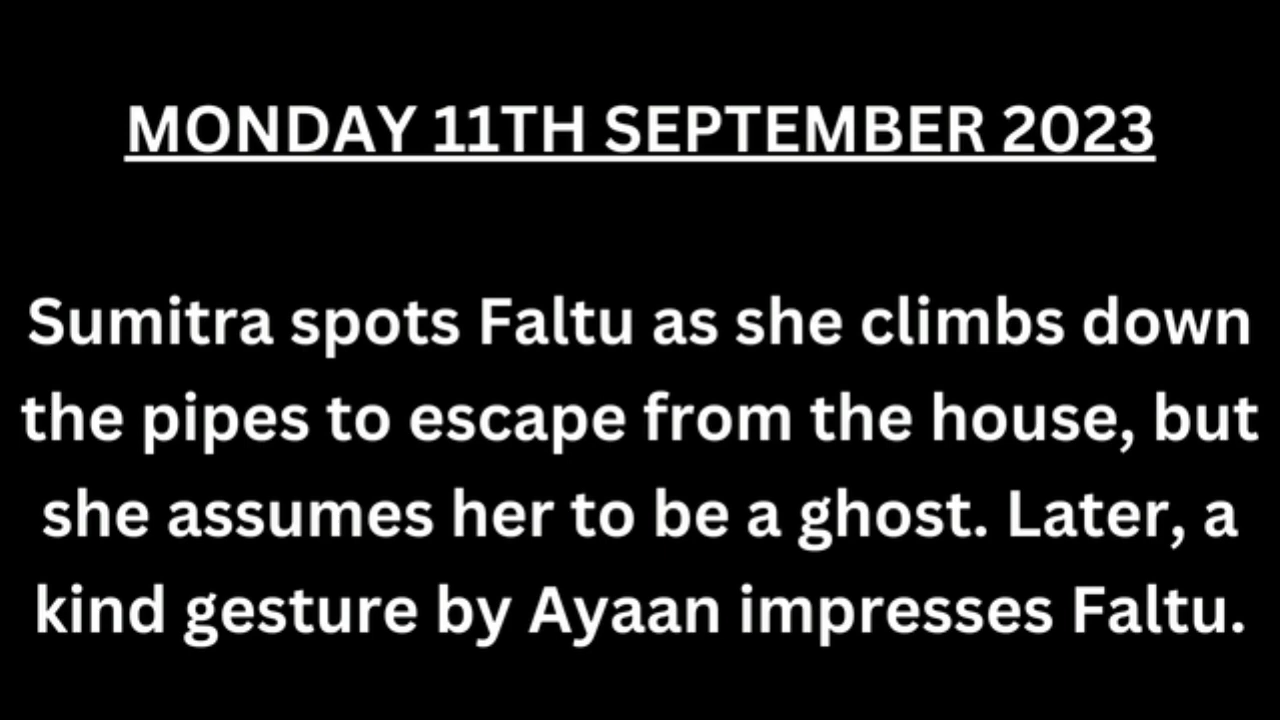 MONDAY 11TH SEPTEMBER 2023
Sumitra spots Faltu as she climbs down
the pipes to escape from the house, but
she assumes her to be a ghost. Later, a
kind gesture by Ayaan impresses Faltu.